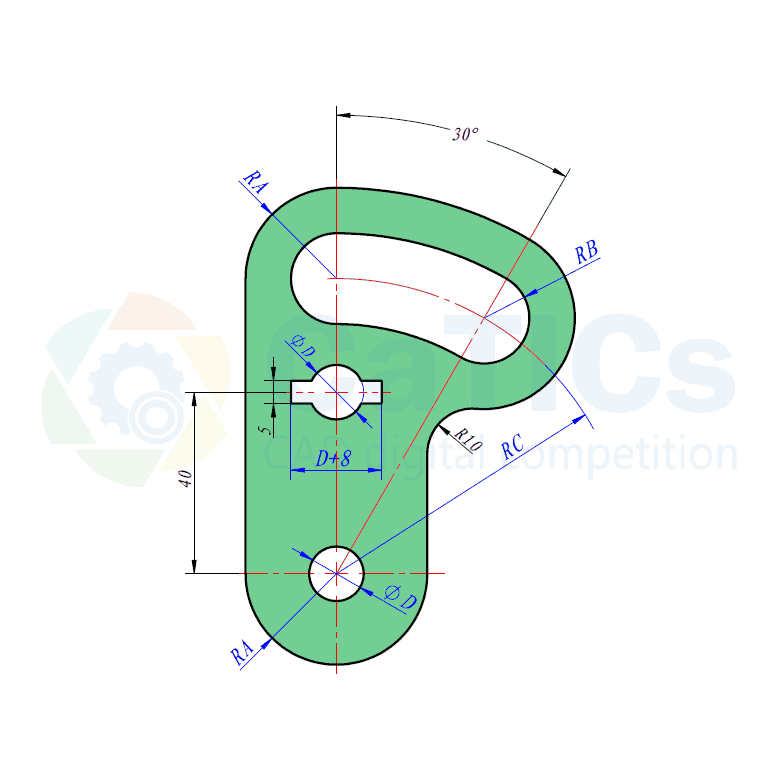 30°
RA
RB
ØD
CaTICs
5
R10
RC
CAD digital competition
D+8
40
ØD
RA